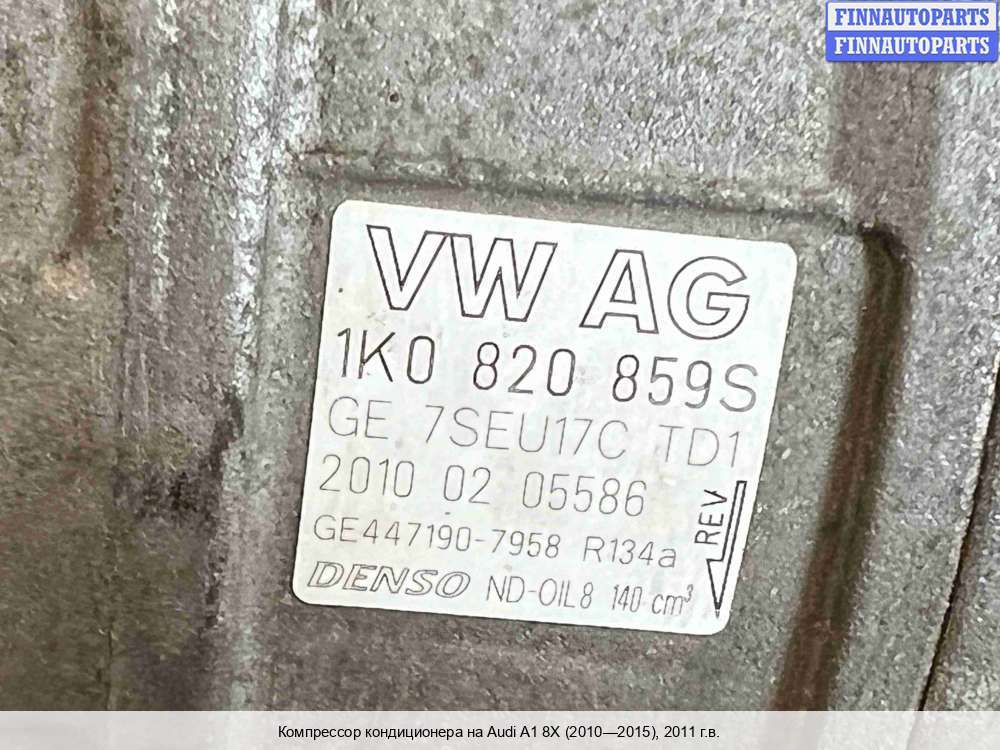 FINNAUTOPARTS
FINNAUTOPARTS
VW AG
1K0 820 859S
GE 7SEU17C TD1
2010 02 05586
REV
GE447190-7958 R134a
DENSO ND-OIL8 140 cm³
Компрессор кондиционера на Audi A1 8X (2010—2015), 2011 г.в.